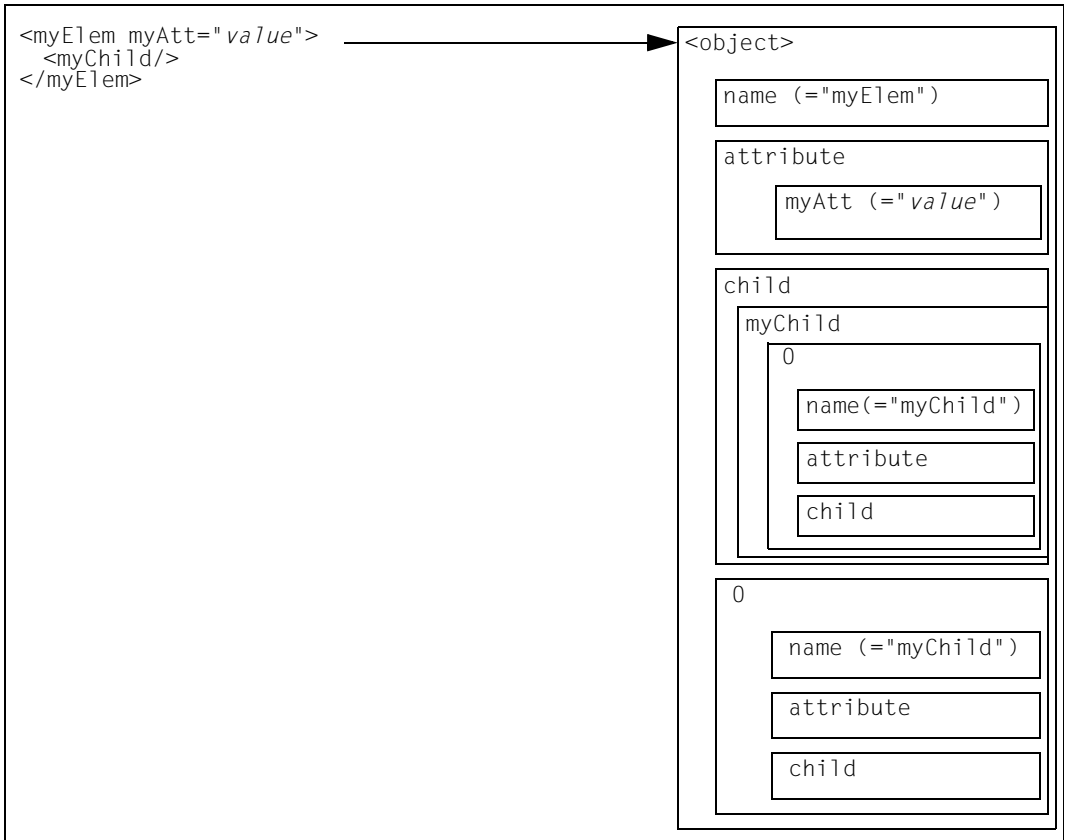 <myElem myAtt="value">
<myChild/>
</myElem>
<object>
name (="myElem")
attribute
myAtt (="value")
child
myChild
0
name(="myChild")
attribute
child
0
name (="myChild")
attribute
child